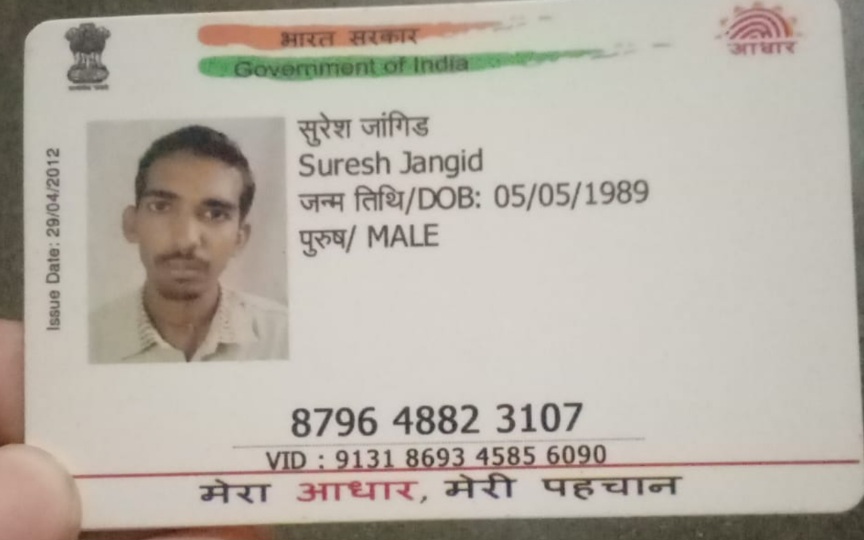 भारत सरकार
Government of India
आधार
Issue Date: 29/04/2012
सुरेश जांगिड
Suresh Jangid
जन्म तिथि/DOB: 05/05/1989
पुरुष/ MALE
8796 4882 3107
VID : 9131 8693 4585 6090
मेरा आधार, मेरी पहचान